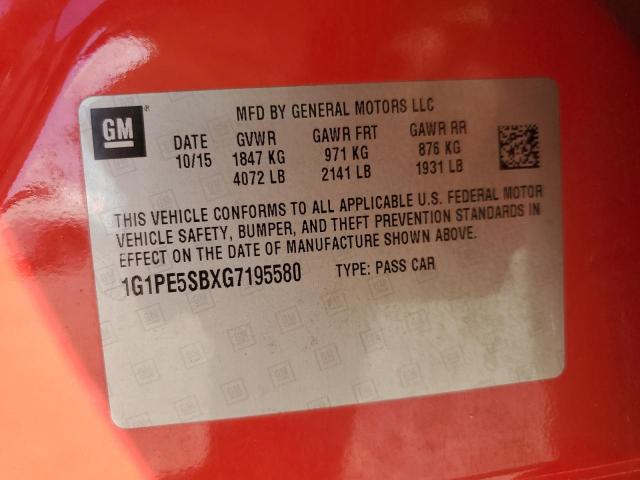 GM®
MFD BY GENERAL MOTORS LLC
DATE GVWR GAWR FRT GAWR RR
10/15 1847 KG 971 KG 876 KG
4072 LB 2141 LB 1931 LB
THIS VEHICLE CONFORMS TO ALL APPLICABLE U.S. FEDERAL MOTOR
VEHICLE SAFETY, BUMPER, AND THEFT PREVENTION STANDARDS IN
EFFECT ON THE DATE OF MANUFACTURE SHOWN ABOVE.
1G1PE5SBXG7195580 TYPE: PASS CAR